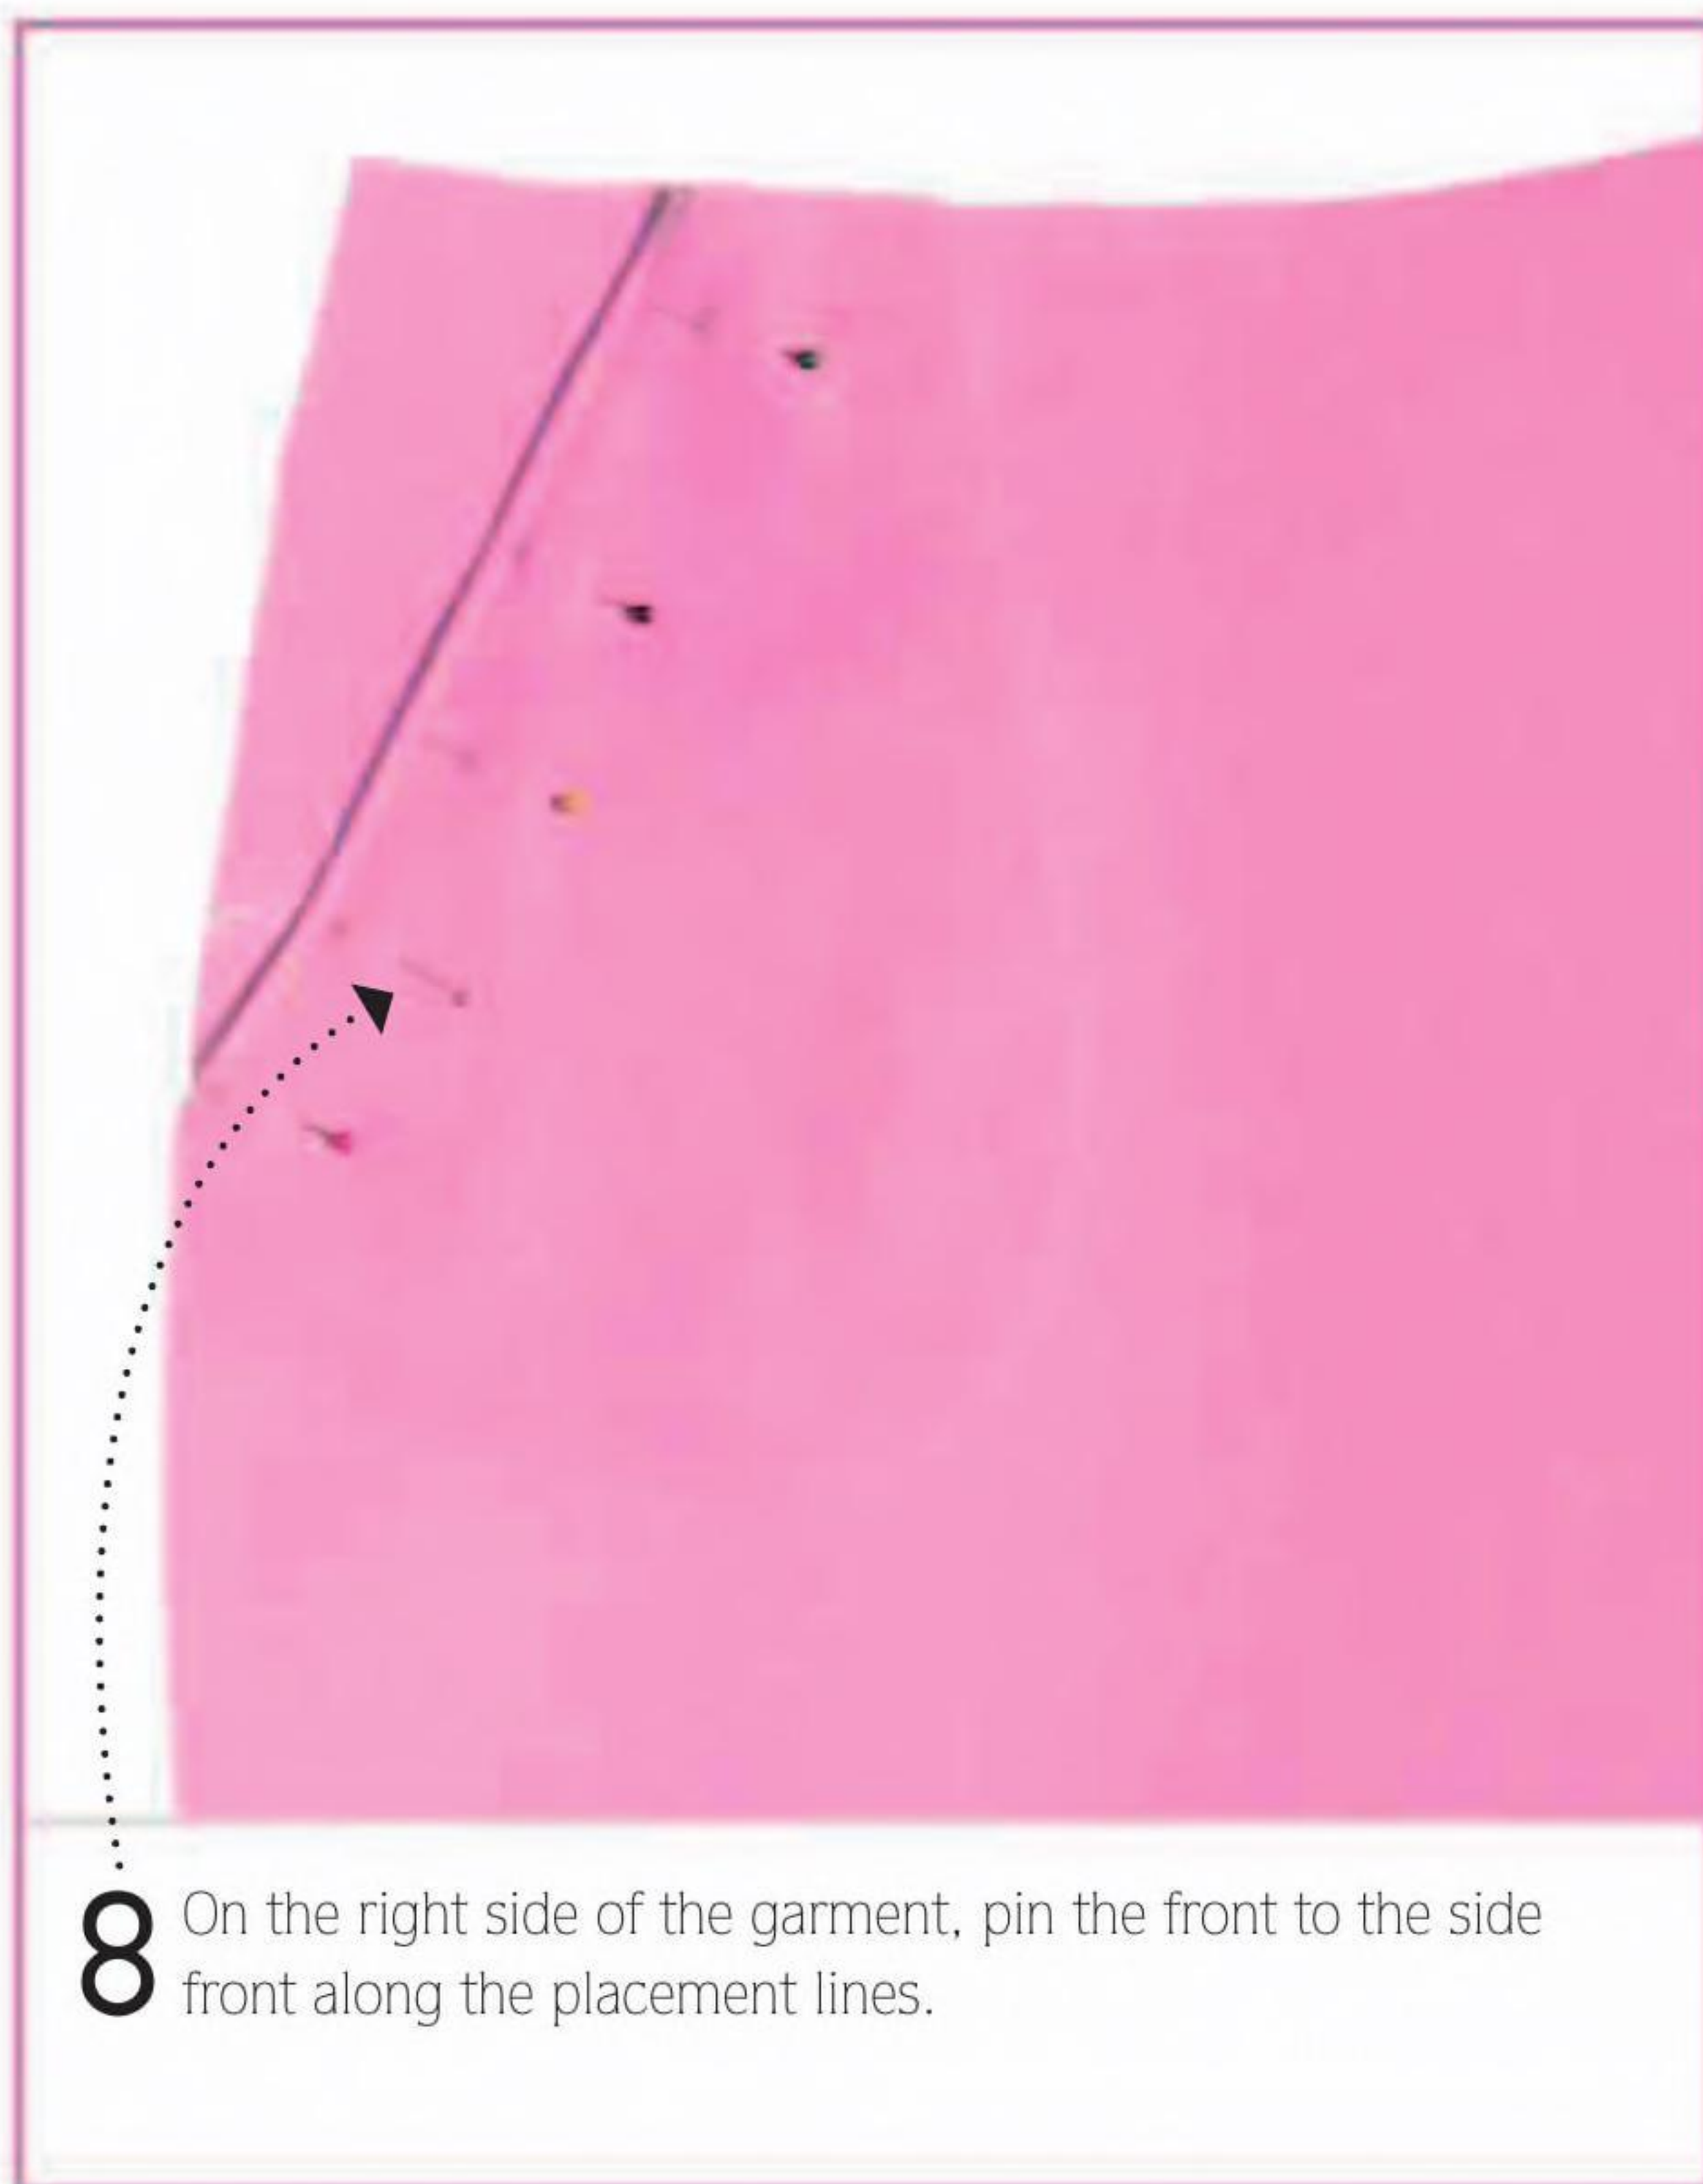 8 On the right side of the garment, pin the front to the side
front along the placement lines.